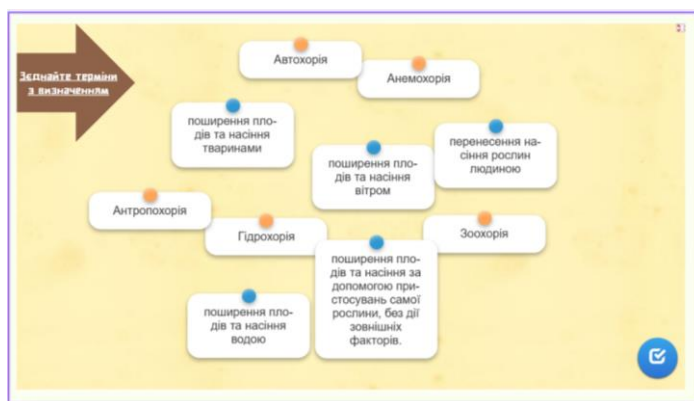 Зєднайте терміни
з визначенням
Автохорія
Анемохорія
поширення пло-
дів та насіння
тваринами
перенесення на-
сіння рослин
людиною
поширення пло-
дів та насіння
вітром
Антропохорія
Гідрохорія
Зоохорія
поширення пло-
дів та насіння за
допомогою при-
стосувань самої
рослини, без дії
зовнішніх
факторів.
поширення пло-
дів та насіння
водою